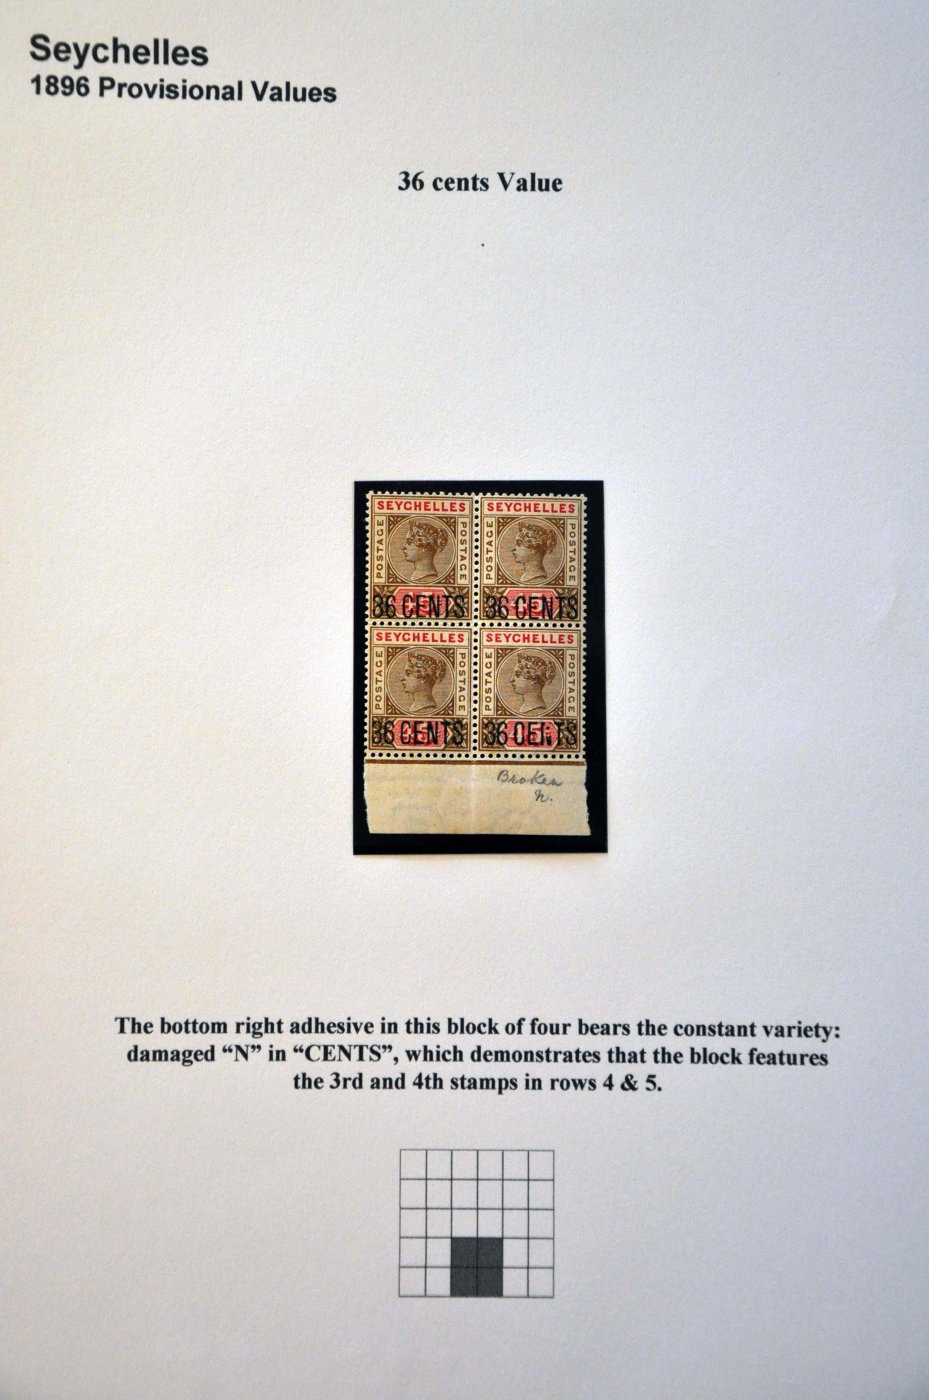 Seychelles
1896 Provisional Values
36 cents Value
SEYCHELLES SEYCHELLES
POSTAGE POSTAGE POSTAGE POSTAGE
36 CENTS 36 CENTS
SEYCHELLES SEYCHELLES
POSTAGE POSTAGE POSTAGE POSTAGE
36 CENTS 36 CENTS
Broken
N.
The bottom right adhesive in this block of four bears the constant variety:
damaged “N” in “CENTS”, which demonstrates that the block features
the 3rd and 4th stamps in rows 4 & 5.